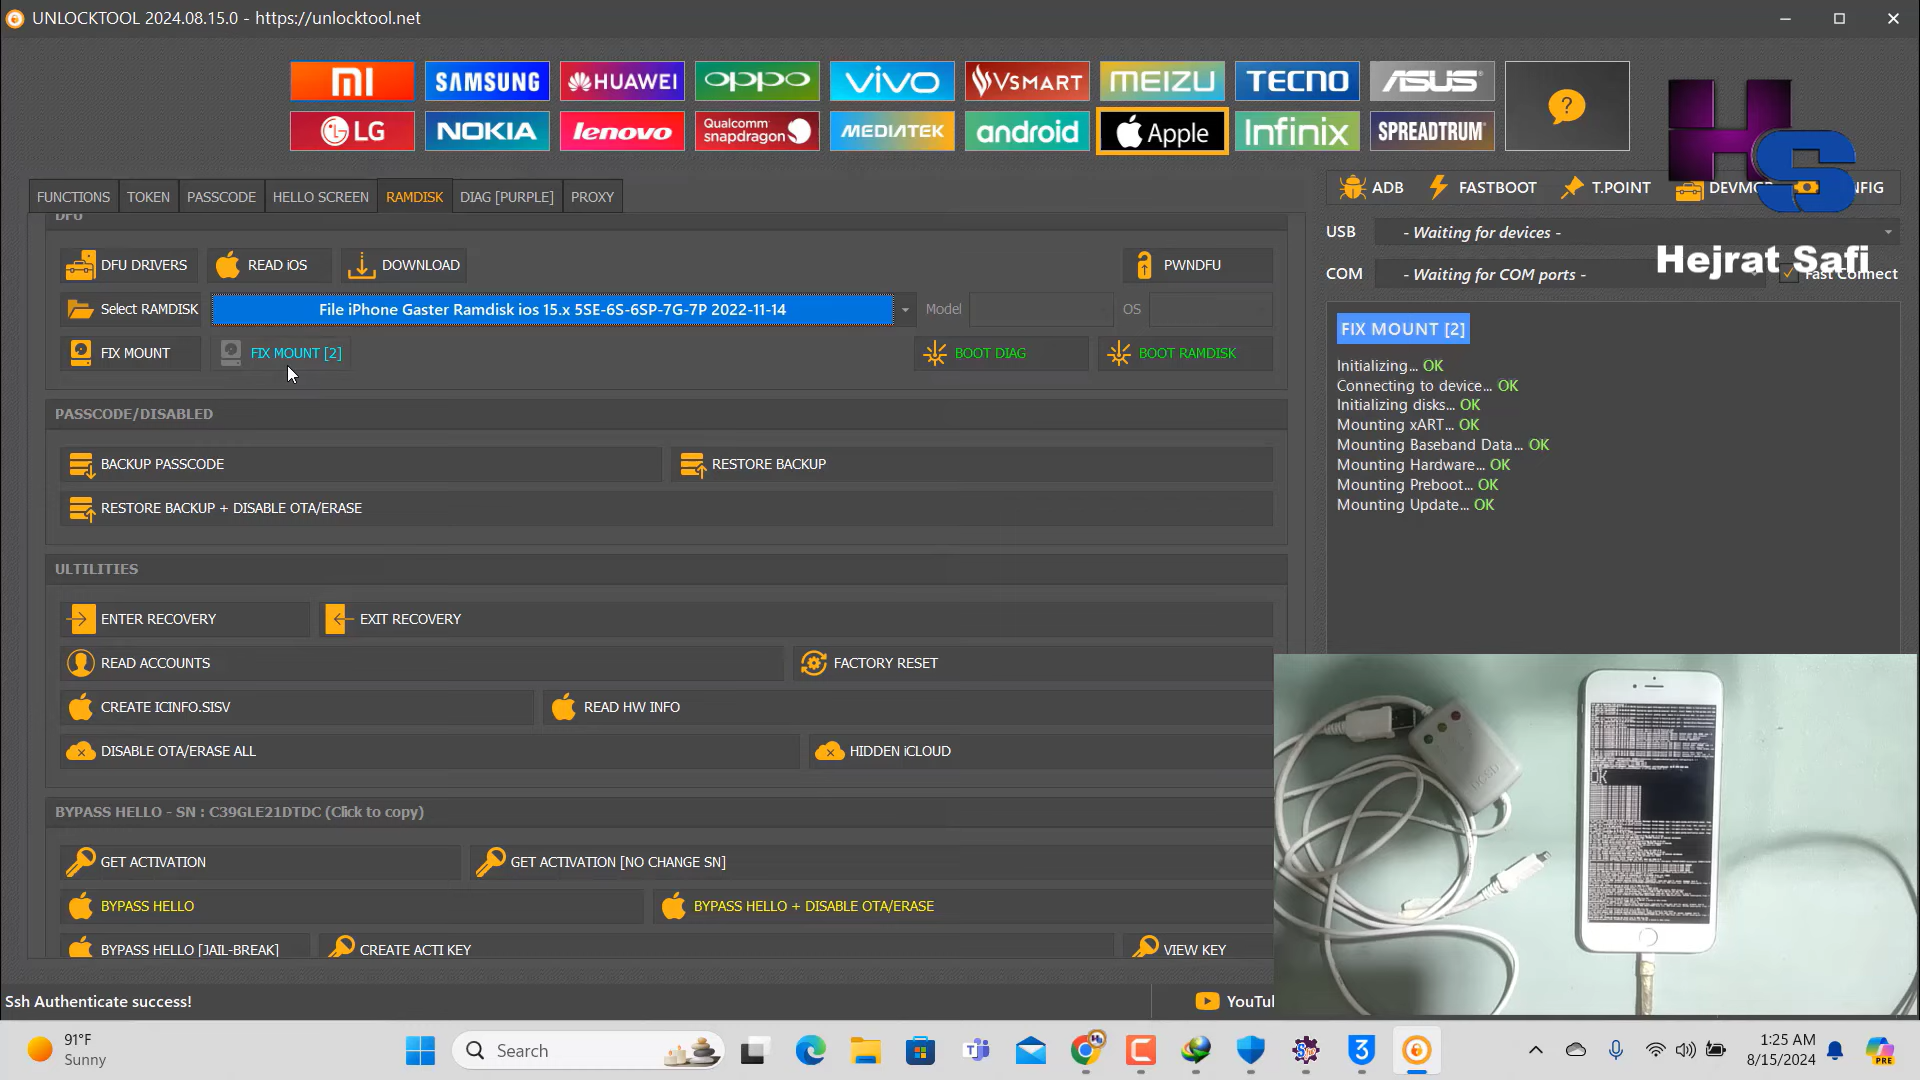 UNLOCKTOOL 2024.08.15.0 - https://unlocktool.net
MI SAMSUNG HUAWEI OPPO VIVO VSMART MEIZU TECNO ASUS ?
LG NOKIA lenovo Qualcomm snapdragon MEDIATEK android Apple Infinix SPREADTRUM
HS
FUNCTIONS TOKEN PASSCODE HELLO SCREEN RAMDISK DIAG [PURPLE] PROXY
ADB FASTBOOT T.POINT
DFU
USB - Waiting for devices -
Hejrat Safi
DFU DRIVERS READ iOS DOWNLOAD PWNDFU
COM - Waiting for COM ports - Fast Connect
Select RAMDISK File iPhone Gaster Ramdisk ios 15.x 5SE-6S-6SP-7G-7P 2022-11-14 Model OS
FIX MOUNT FIX MOUNT [2] BOOT DIAG BOOT RAMDISK
FIX MOUNT [2]
Initializing... OK
Connecting to device... OK
Initializing disks... OK
Mounting xART... OK
Mounting Baseband Data... OK
Mounting Hardware... OK
Mounting Preboot... OK
Mounting Update... OK
PASSCODE/DISABLED
BACKUP PASSCODE RESTORE BACKUP
RESTORE BACKUP + DISABLE OTA/ERASE
ULTILITIES
ENTER RECOVERY EXIT RECOVERY
READ ACCOUNTS FACTORY RESET
CREATE ICINFO.SISV READ HW INFO
DISABLE OTA/ERASE ALL HIDDEN iCLOUD
OK
BYPASS HELLO - SN : C39GLE21DTDC (Click to copy)
GET ACTIVATION GET ACTIVATION [NO CHANGE SN]
BYPASS HELLO BYPASS HELLO + DISABLE OTA/ERASE
BYPASS HELLO [JAIL-BREAK] CREATE ACTI KEY VIEW KEY
Ssh Authenticate success! YouTu
91°F
Sunny
Search
1:25 AM
8/15/2024
PRE